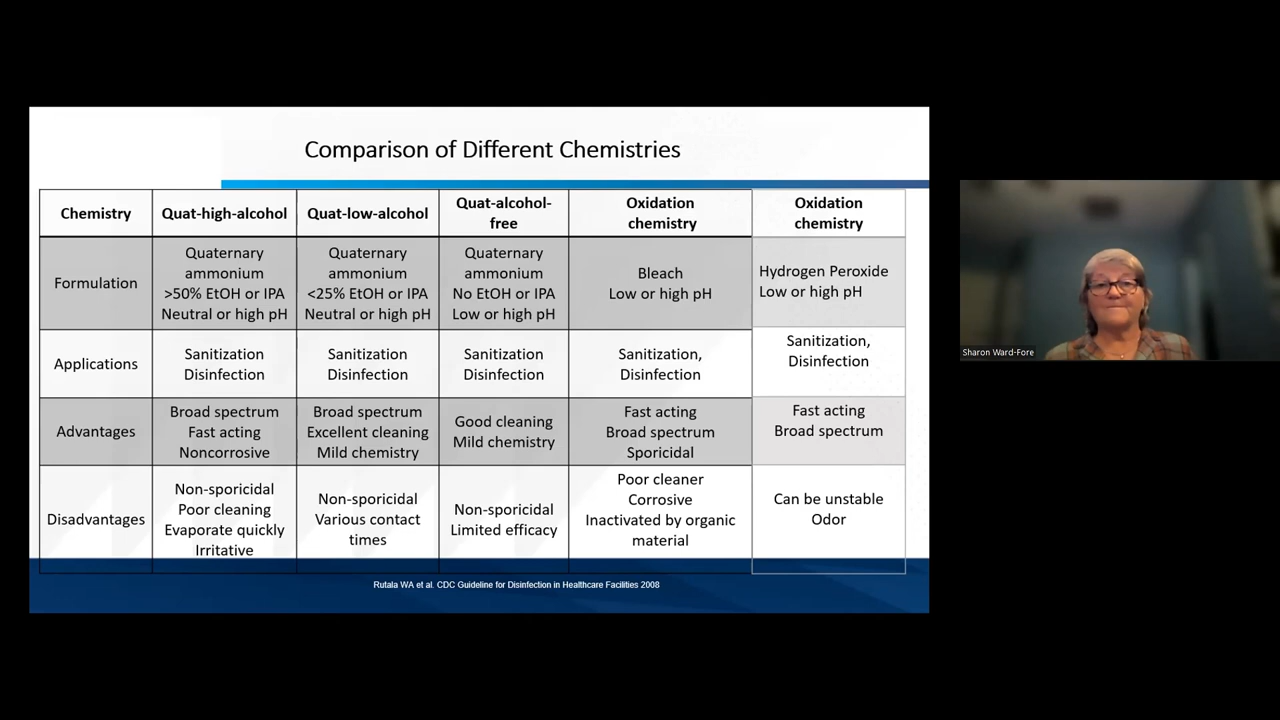 Comparison of Different Chemistries
Chemistry
Quat-high-alcohol
Quat-low-alcohol
Quat-alcohol-
free
Oxidation
chemistry
Oxidation
chemistry
Formulation
Quaternary
ammonium
>50% EtOH or IPA
Neutral or high pH
Quaternary
ammonium
<25% EtOH or IPA
Neutral or high pH
Quaternary
ammonium
No EtOH or IPA
Low or high pH
Bleach
Low or high pH
Hydrogen Peroxide
Low or high pH
Applications
Sanitization
Disinfection
Sanitization
Disinfection
Sanitization
Disinfection
Sanitization,
Disinfection
Sanitization,
Disinfection
Advantages
Broad spectrum
Fast acting
Noncorrosive
Broad spectrum
Excellent cleaning
Mild chemistry
Good cleaning
Mild chemistry
Fast acting
Broad spectrum
Sporicidal
Fast acting
Broad spectrum
Disadvantages
Non-sporicidal
Poor cleaning
Evaporate quickly
Irritative
Non-sporicidal
Various contact
times
Non-sporicidal
Limited efficacy
Poor cleaner
Corrosive
Inactivated by organic
material
Can be unstable
Odor
Rutala WA et al. CDC Guideline for Disinfection in Healthcare Facilities 2008
Sharon Ward-Fore